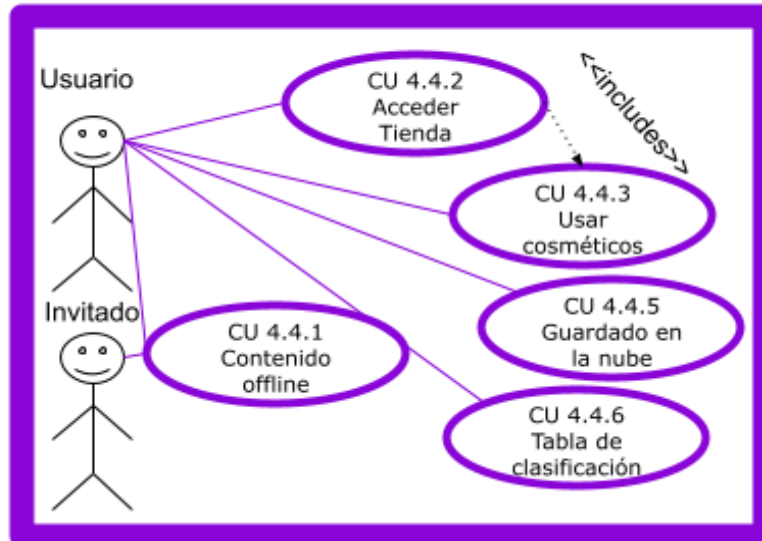 Usuario
CU 4.4.2
Acceder
Tienda
<<includes>>
CU 4.4.3
Usar
cosméticos
Invitado
CU 4.4.1
Contenido
offline
CU 4.4.5
Guardado en
la nube
CU 4.4.6
Tabla de
clasificación